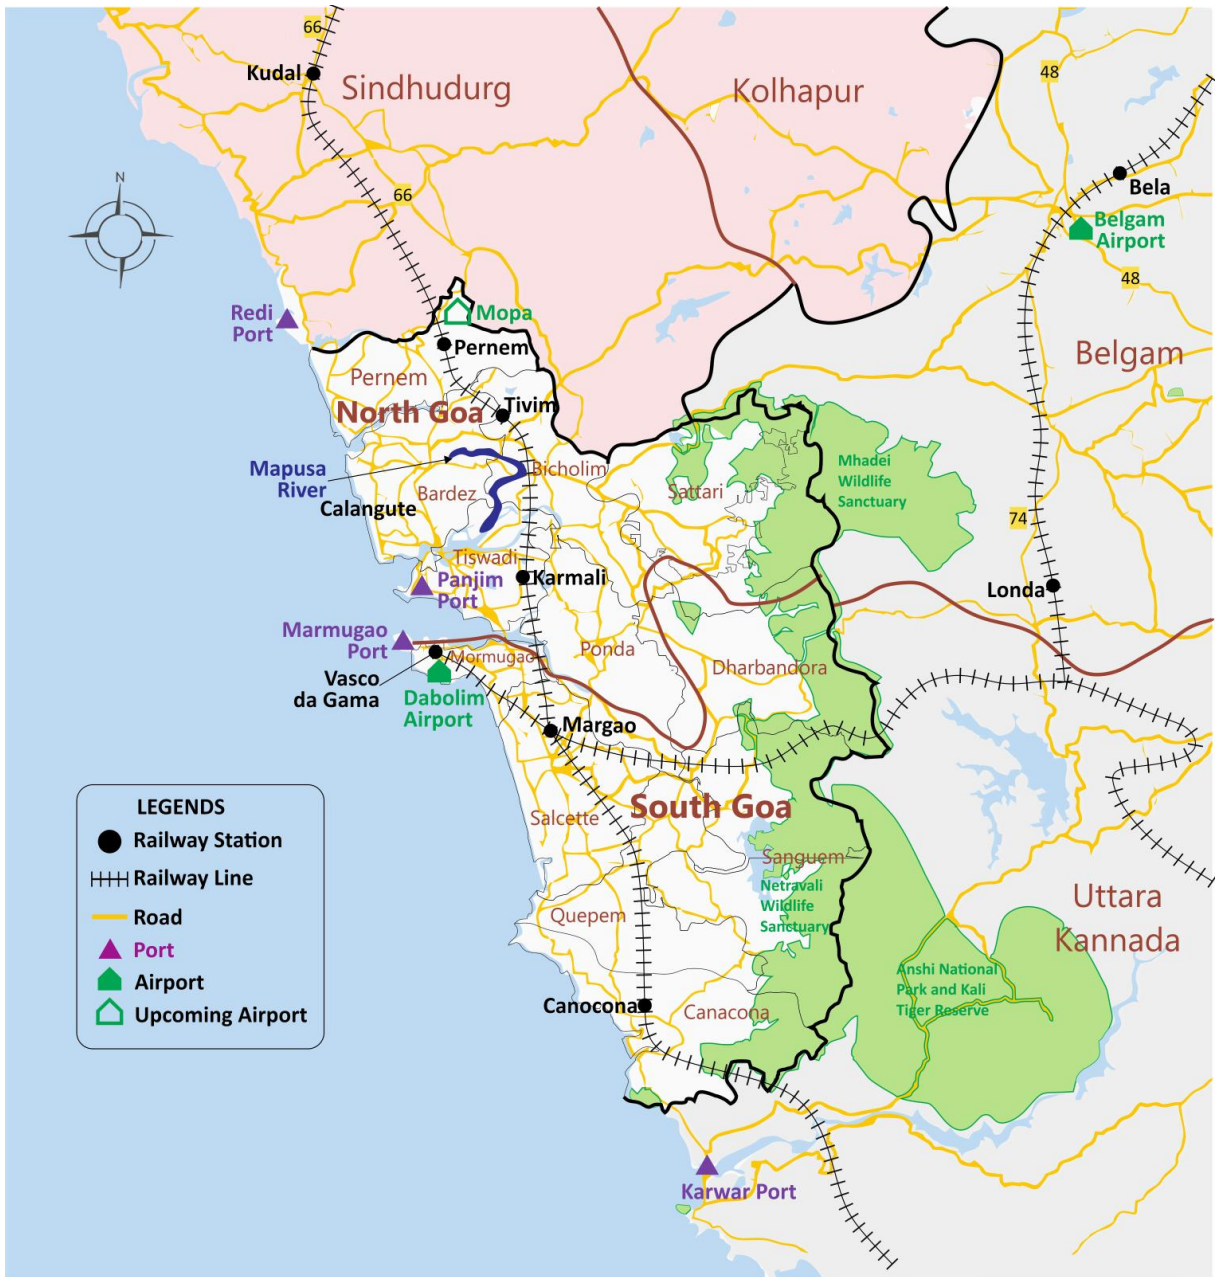 66
Kudal
Sindhudurg
Kolhapur
48
Bela
N
66
Belgam
Airport
48
Redi
Port
Mopa
Pernem
Belgam
Pernem
North Goa
Tivim
Mapusa
River
Bicholim
Mhadei
Wildlife
Sanctuary
Bardez
Sattari
Calangute
74
G
Tiswadi
Panjim
Port
Karmali
Londa
Marmugao
Port
Mormugao
Ponda
Dharbandora
Vasco
da Gama
Dabolim
Airport
Margao
LEGENDS
Railway Station
Railway Line
Road
Port
Airport
Upcoming Airport
Salcette
South Goa
Sanguem
Netravali
Wildlife
Sanctuary
Quepem
Uttara
Kannada
Anshi National
Park and Kali
Tiger Reserve
Canocona
Canacona
Karwar Port